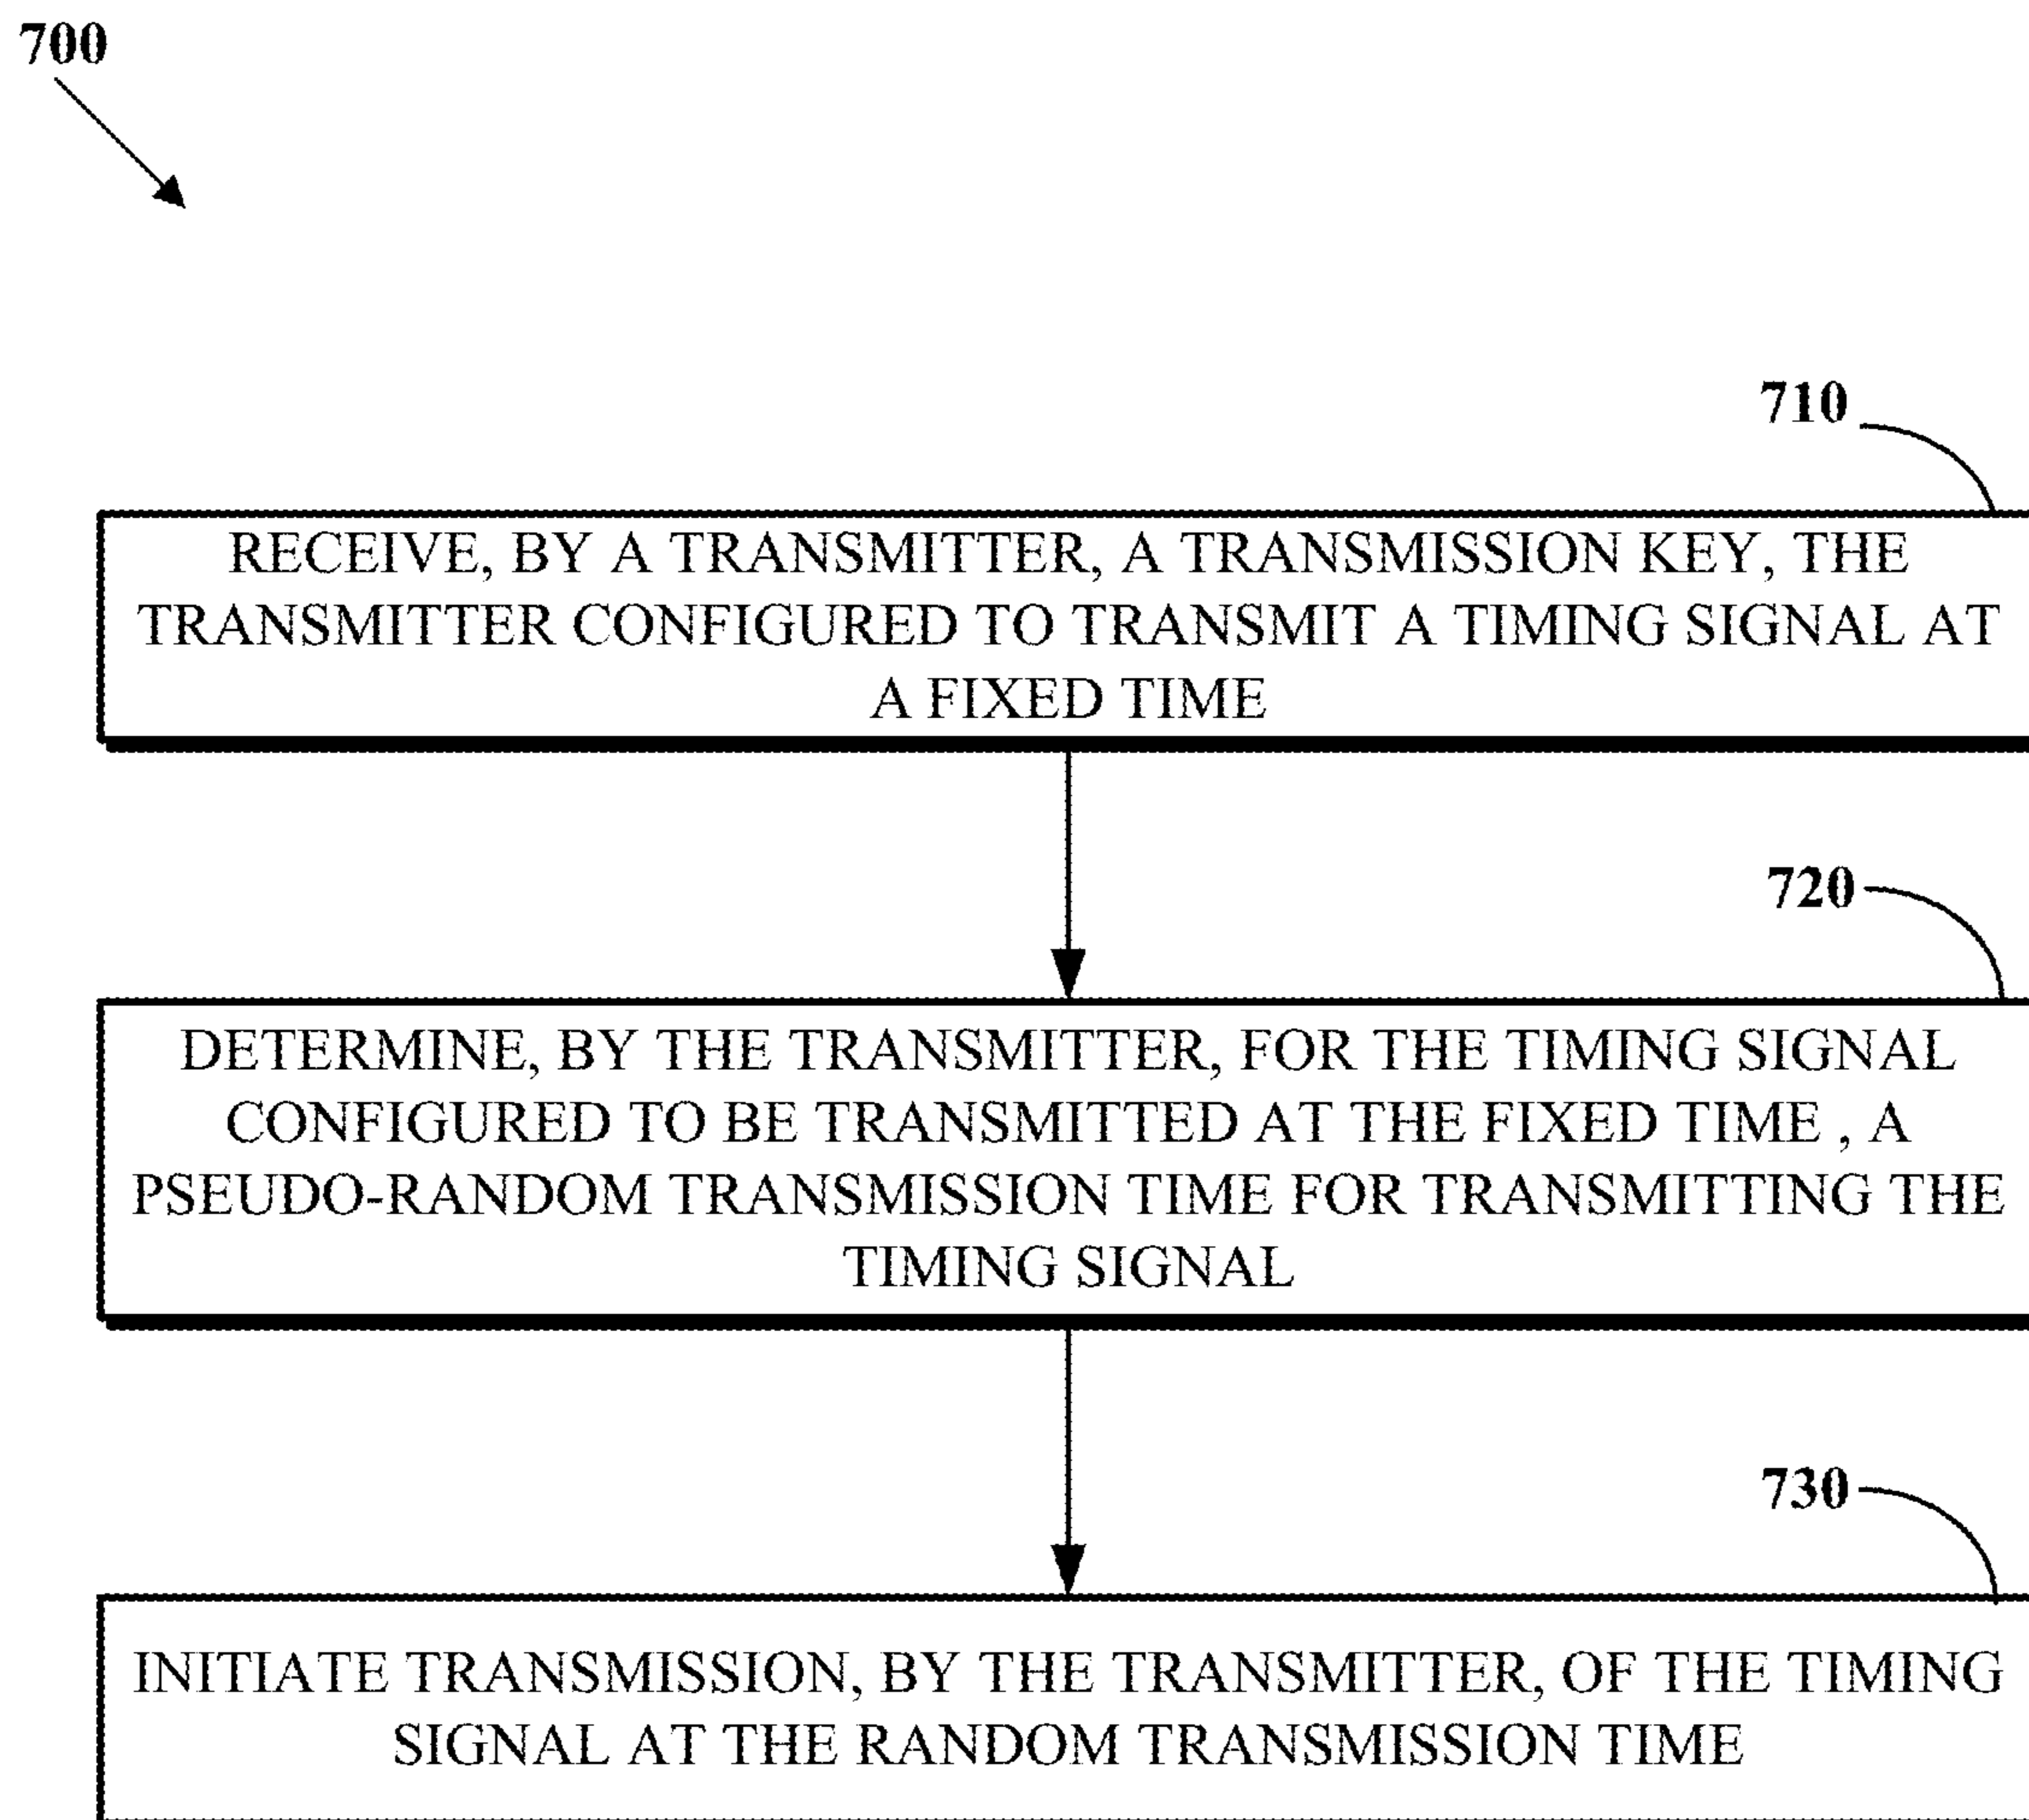 700
710
RECEIVE, BY A TRANSMITTER, A TRANSMISSION KEY, THE
TRANSMITTER CONFIGURED TO TRANSMIT A TIMING SIGNAL AT
A FIXED TIME
720
DETERMINE, BY THE TRANSMITTER, FOR THE TIMING SIGNAL
CONFIGURED TO BE TRANSMITTED AT THE FIXED TIME , A
PSEUDO-RANDOM TRANSMISSION TIME FOR TRANSMITTING THE
TIMING SIGNAL
730
INITIATE TRANSMISSION, BY THE TRANSMITTER, OF THE TIMING
SIGNAL AT THE RANDOM TRANSMISSION TIME